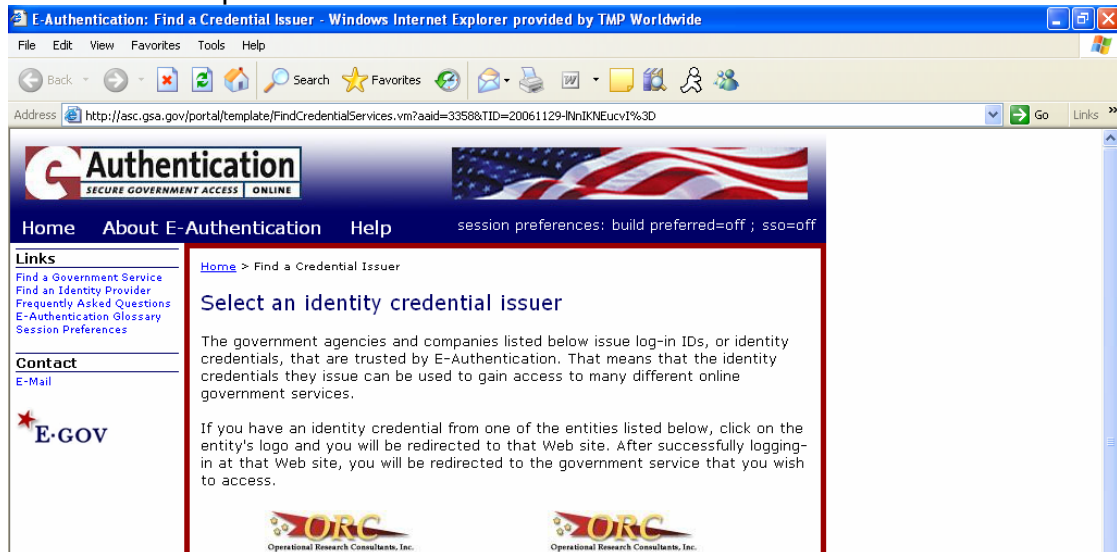 E-Authentication: Find a Credential Issuer - Windows Internet Explorer provided by TMP Worldwide
File Edit View Favorites Tools Help
Back Search Favorites
Address http://asc.gsa.gov/portal/template/FindCredentialServices.vm?aaid=3358&TID=20061129-lNnIKNEucvI%3D Go Links »
Authentication
SECURE GOVERNMENT ACCESS ONLINE
Home About E-Authentication Help session preferences: build preferred=off ; sso=off
Links
Find a Government Service
Find an Identity Provider
Frequently Asked Questions
E-Authentication Glossary
Session Preferences
Contact
E-Mail
E·GOV
Home > Find a Credential Issuer
Select an identity credential issuer
The government agencies and companies listed below issue log-in IDs, or identity
credentials, that are trusted by E-Authentication. That means that the identity
credentials they issue can be used to gain access to many different online
government services.
If you have an identity credential from one of the entities listed below, click on the
entity's logo and you will be redirected to that Web site. After successfully logging-
in at that Web site, you will be redirected to the government service that you wish
to access.
ORC ORC
Operational Research Consultants, Inc. Operational Research Consultants, Inc.